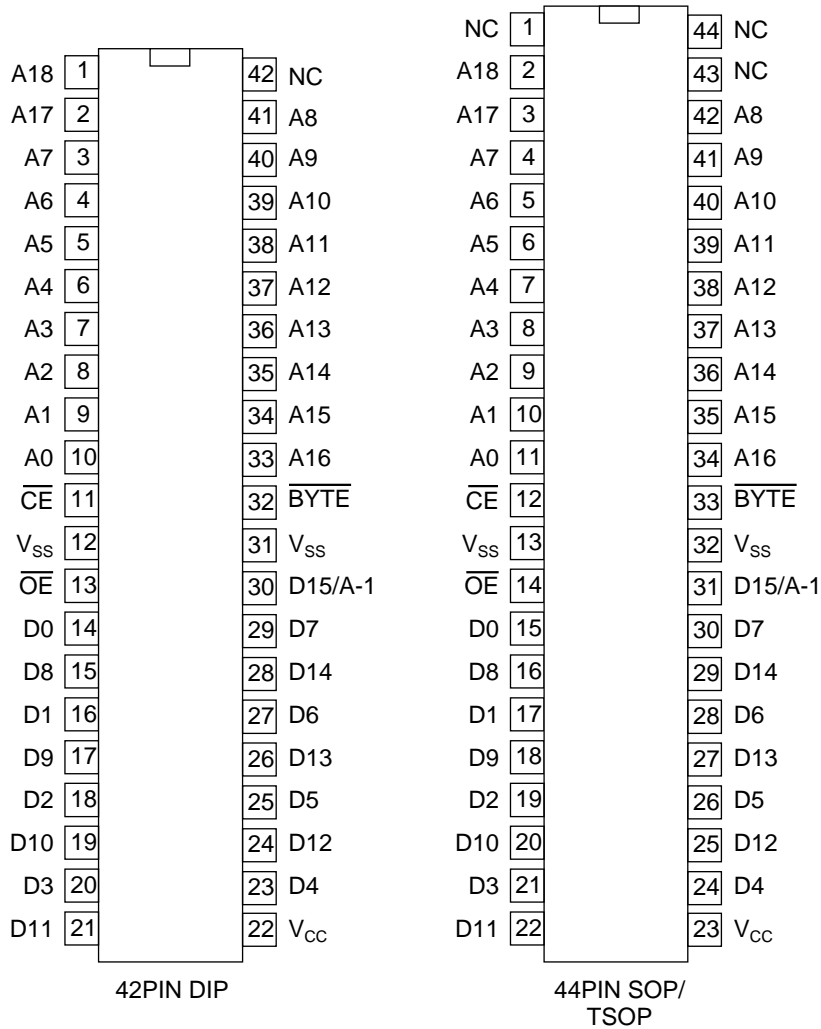 A18 1 42 NC
A17 2 41 A8
A7 3 40 A9
A6 4 39 A10
A5 5 38 A11
A4 6 37 A12
A3 7 36 A13
A2 8 35 A14
A1 9 34 A15
A0 10 33 A16
CE 11 32 BYTE
VSS 12 31 VSS
OE 13 30 D15/A-1
D0 14 29 D7
D8 15 28 D14
D1 16 27 D6
D9 17 26 D13
D2 18 25 D5
D10 19 24 D12
D3 20 23 D4
D11 21 22 VCC
42PIN DIP
NC 1 44 NC
A18 2 43 NC
A17 3 42 A8
A7 4 41 A9
A6 5 40 A10
A5 6 39 A11
A4 7 38 A12
A3 8 37 A13
A2 9 36 A14
A1 10 35 A15
A0 11 34 A16
CE 12 33 BYTE
VSS 13 32 VSS
OE 14 31 D15/A-1
D0 15 30 D7
D8 16 29 D14
D1 17 28 D6
D9 18 27 D13
D2 19 26 D5
D10 20 25 D12
D3 21 24 D4
D11 22 23 VCC
44PIN SOP/
TSOP